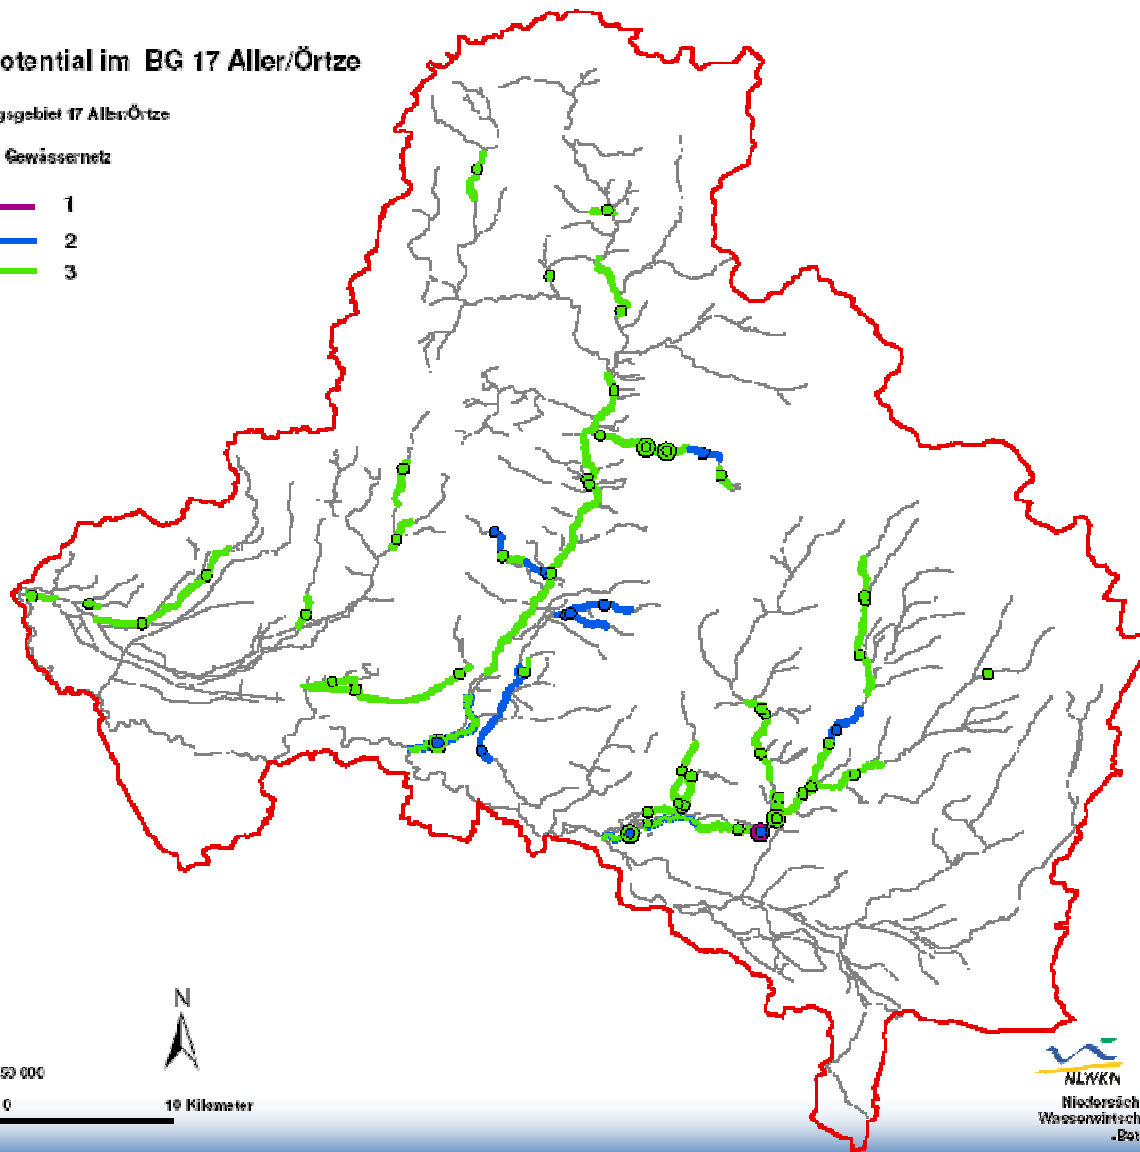 otential im BG 17 Aller/Örtze
gsgebiet 17 Aller/Örtze
Gewässernetz
1
2
3
N
50 000
0
10 Kilometer
NLWKN
Niedersäch
Wasserwirtsch
-Bet